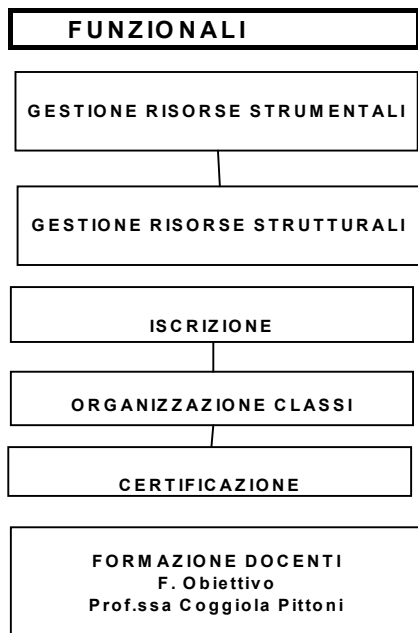 FUNZIONALI
GESTIONE RISORSE STRUMENTALI
GESTIONE RISORSE STRUTTURALI
ISCRIZIONE
ORGANIZZAZIONE CLASSI
CERTIFICAZIONE
FORMAZIONE DOCENTI
F. Obiettivo
Prof.ssa Coggiola Pittoni